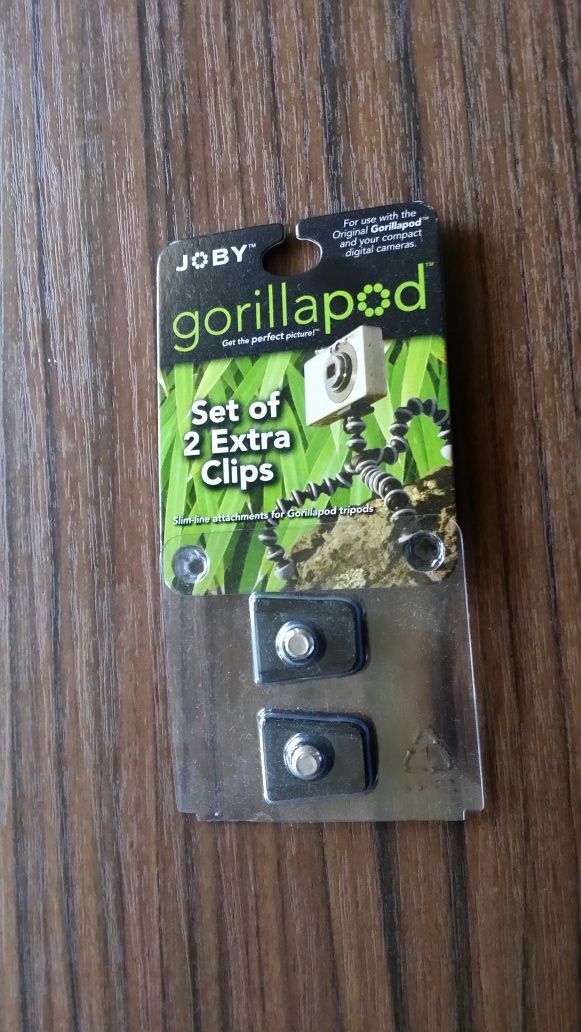 JOBY™
For use with the
Original Gorillapod™
and your compact
digital cameras.
gorillapod™
Get the perfect picture!™
Set of
2 Extra
Clips
Slim-line attachments for Gorillapod tripods